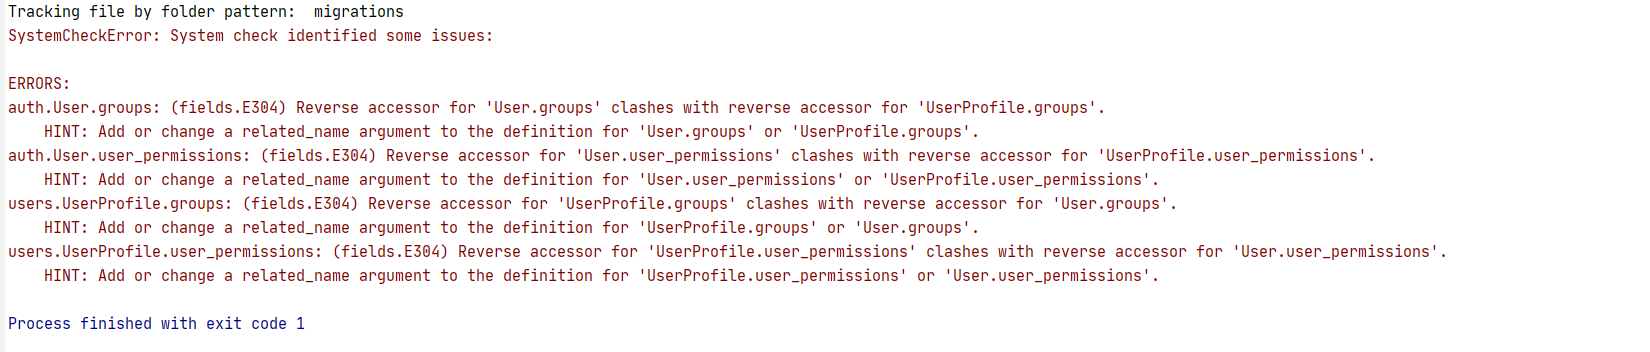 Tracking file by folder pattern:  migrations
SystemCheckError: System check identified some issues:

ERRORS:
auth.User.groups: (fields.E304) Reverse accessor for 'User.groups' clashes with reverse accessor for 'UserProfile.groups'.
    HINT: Add or change a related_name argument to the definition for 'User.groups' or 'UserProfile.groups'.
auth.User.user_permissions: (fields.E304) Reverse accessor for 'User.user_permissions' clashes with reverse accessor for 'UserProfile.user_permissions'.
    HINT: Add or change a related_name argument to the definition for 'User.user_permissions' or 'UserProfile.user_permissions'.
users.UserProfile.groups: (fields.E304) Reverse accessor for 'UserProfile.groups' clashes with reverse accessor for 'User.groups'.
    HINT: Add or change a related_name argument to the definition for 'UserProfile.groups' or 'User.groups'.
users.UserProfile.user_permissions: (fields.E304) Reverse accessor for 'UserProfile.user_permissions' clashes with reverse accessor for 'User.user_permissions'.
    HINT: Add or change a related_name argument to the definition for 'UserProfile.user_permissions' or 'User.user_permissions'.

Process finished with exit code 1